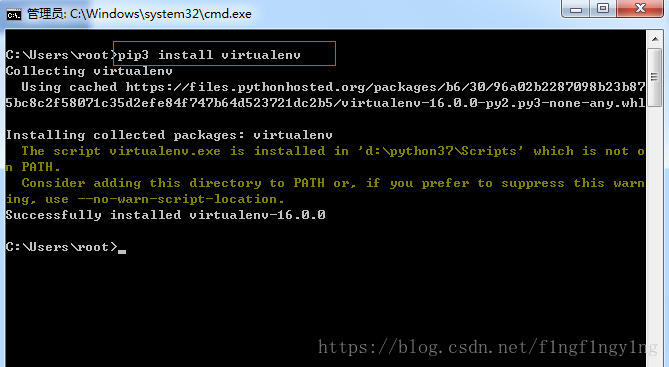 管理员: C:\Windows\system32\cmd.exe
C:\Users\root>pip3 install virtualenv
Collecting virtualenv
Using cached https://files.pythonhosted.org/packages/b6/30/96a02b2287098b23b87
5bc8c2f58071c35d2efe84f747b64d523721dc2b5/virtualenv-16.0.0-py2.py3-none-any.whl
Installing collected packages: virtualenv
The script virtualenv.exe is installed in 'd:\python37\Scripts' which is not o
n PATH.
Consider adding this directory to PATH or, if you prefer to suppress this warn
ing, use --no-warn-script-location.
Successfully installed virtualenv-16.0.0
C:\Users\root>
https://blog.csdn.net/f1ngf1ngy1ng